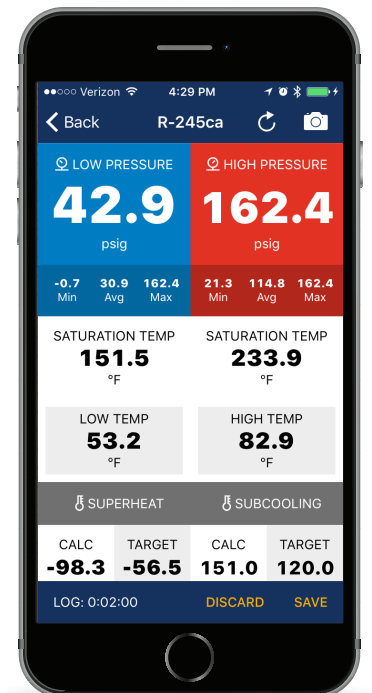 Verizon 4:29 PM
Back R-245ca
LOW PRESSURE HIGH PRESSURE
42.9 162.4
psig psig
-0.7 30.9 162.4 21.3 114.8 162.4
Min Avg Max Min Avg Max
SATURATION TEMP SATURATION TEMP
151.5 233.9
°F °F
LOW TEMP HIGH TEMP
53.2 82.9
°F °F
SUPERHEAT SUBCOOLING
CALC TARGET CALC TARGET
-98.3 -56.5 151.0 120.0
LOG: 0:02:00 DISCARD SAVE